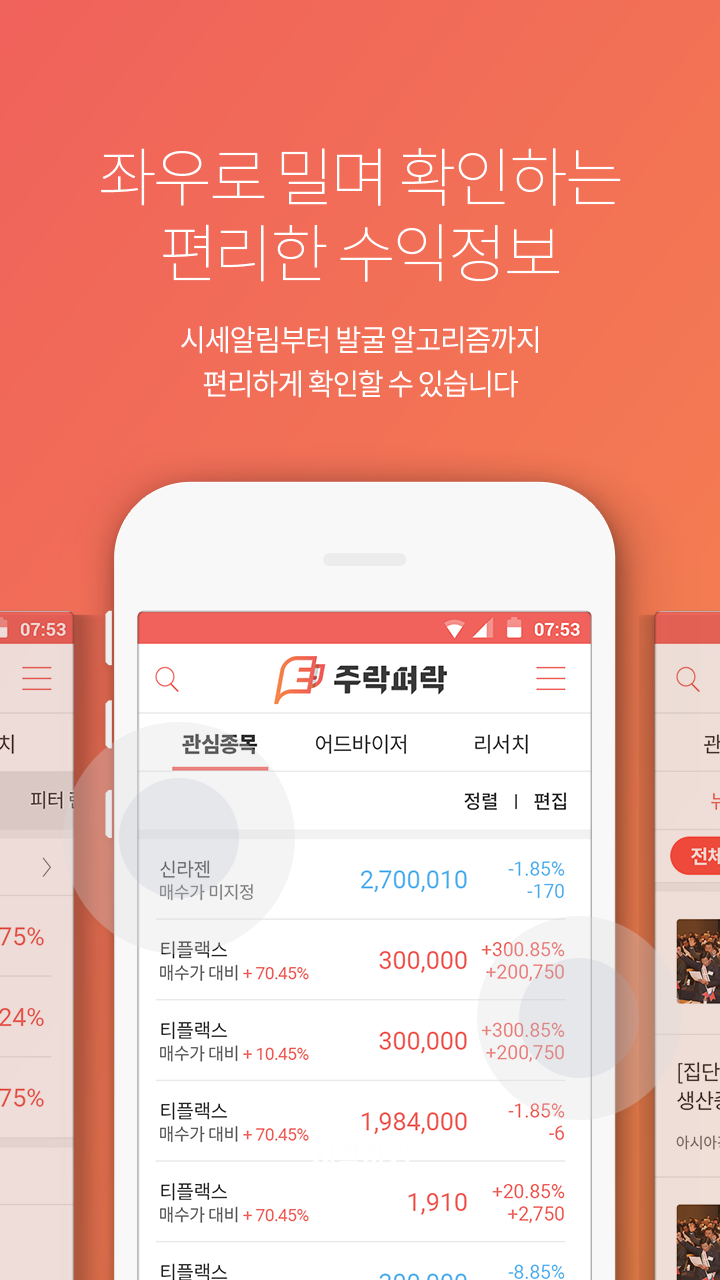 좌우로 밀며 확인하는
편리한 수익정보
시세알림부터 발굴 알고리즘까지
편리하게 확인할 수 있습니다
07:53
치
피터
75%
24%
75%
07:53
주락펴락
관심종목 어드바이저 리서치
정렬 | 편집
신라젠 2,700,010 -1.85%
매수가 미지정 -170
티플랙스 300,000 +300.85%
매수가 대비 + 70.45% +200,750
티플랙스 300,000 +300.85%
매수가 대비 + 10.45% +200,750
티플랙스 1,984,000 -1.85%
매수가 대비 + 70.45% -6
티플랙스 1,910 +20.85%
매수가 대비 + 70.45% +2,750
티플랙스 -8.85%
관
전체
[집단
생산
아시아